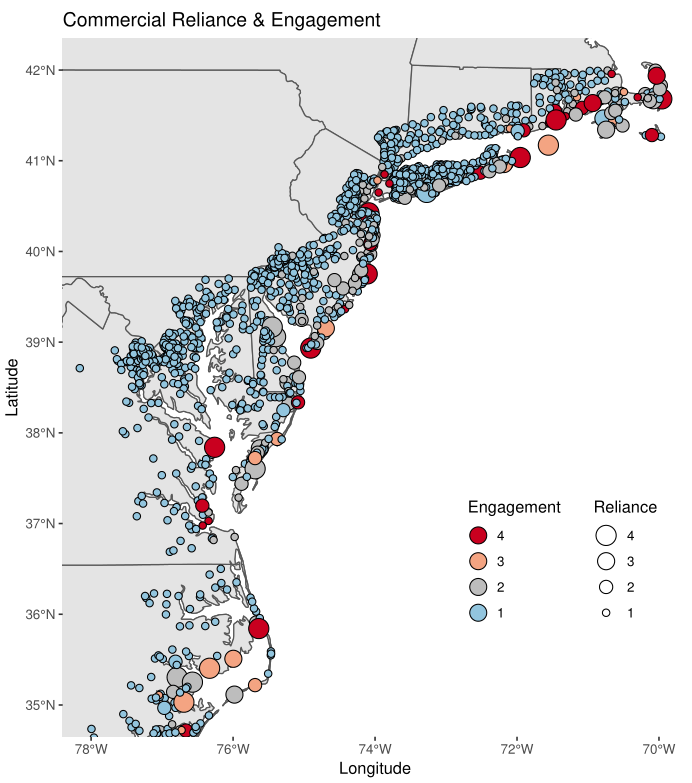 Commercial Reliance & Engagement
42°N
41°N
40°N
39°N
38°N
37°N
36°N
35°N
Latitude
Engagement
4
3
2
1
Reliance
4
3
2
1
78°W
76°W
74°W
72°W
70°W
Longitude